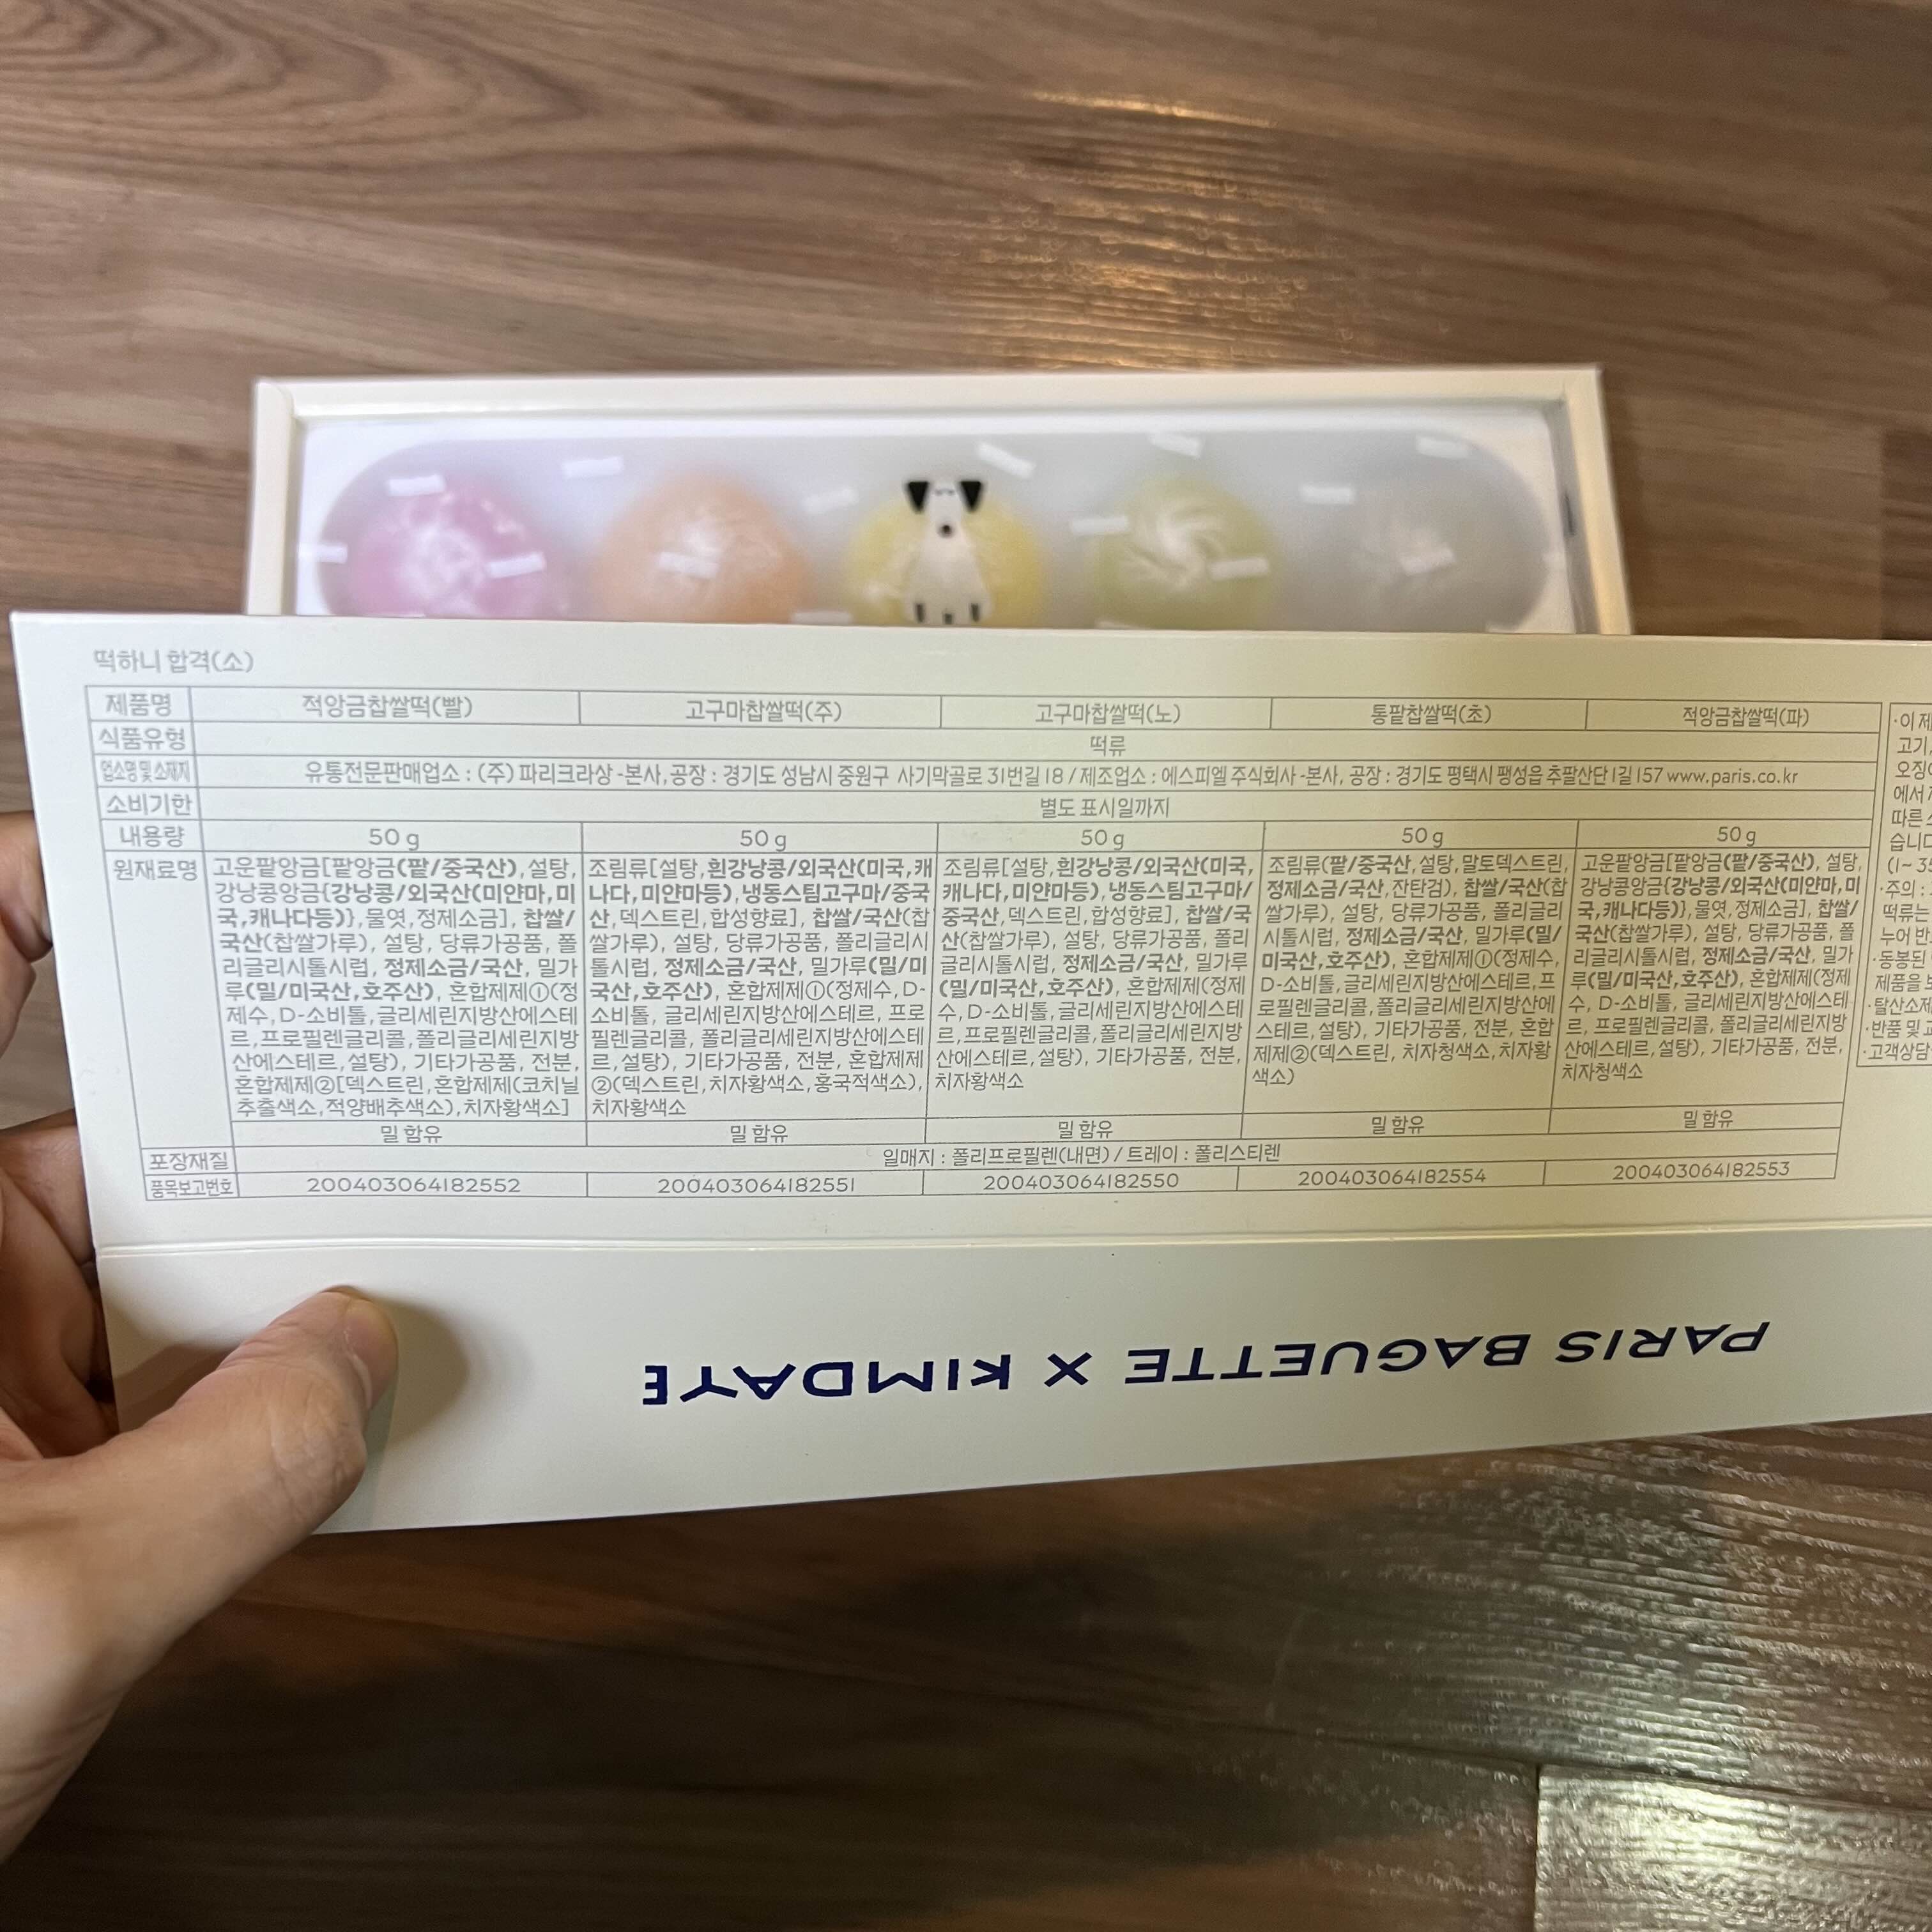 떡하니 합격(소)
제품명 적앙금찹쌀떡(빨) 고구마찹쌀떡(주) 고구마찹쌀떡(노) 통팥찹쌀떡(초) 적앙금찹쌀떡(파)
식품유형 떡류
업소명 및 소재지 유통전문판매업소 : (주) 파리크라상 -본사, 공장 : 경기도 성남시 중원구 사기막골로 31번길 18 / 제조업소 : 에스피엘 주식회사 -본사, 공장 : 경기도 평택시 팽성읍 추팔산단1길 157 www.paris.co.kr
소비기한 별도 표시일까지
내용량 50 g 50 g 50 g 50 g 50 g
원재료명
고운팥앙금[팥앙금(팥/중국산), 설탕,
강낭콩앙금{강낭콩/외국산(미얀마,미
국,캐나다등)},물엿,정제소금], 찹쌀/
국산(찹쌀가루), 설탕, 당류가공품, 폴
리글리시톨시럽, 정제소금/국산, 밀가
루(밀/미국산,호주산), 혼합제제①(정
제수, D-소비톨, 글리세린지방산에스테
르,프로필렌글리콜,폴리글리세린지방
산에스테르,설탕), 기타가공품, 전분,
혼합제제②[덱스트린,혼합제제(코치닐
추출색소,적양배추색소),치자황색소]
밀 함유
조림류[설탕,흰강낭콩/외국산(미국,캐
나다,미얀마등),냉동스팀고구마/중국
산,덱스트린,합성향료], 찹쌀/국산(찹
쌀가루), 설탕, 당류가공품, 폴리글리시
톨시럽, 정제소금/국산, 밀가루(밀/미
국산,호주산), 혼합제제①(정제수, D-
소비톨, 글리세린지방산에스테르, 프로
필렌글리콜, 폴리글리세린지방산에스테
르,설탕), 기타가공품, 전분, 혼합제제
②(덱스트린,치자황색소,홍국적색소),
치자황색소
밀 함유
조림류[설탕,흰강낭콩/외국산(미국,
캐나다,미얀마등),냉동스팀고구마/
중국산,덱스트린,합성향료], 찹쌀/국
산(찹쌀가루), 설탕, 당류가공품, 폴리
글리시톨시럽, 정제소금/국산, 밀가루
(밀/미국산,호주산), 혼합제제(정제
수, D-소비톨, 글리세린지방산에스테
르,프로필렌글리콜,폴리글리세린지방
산에스테르,설탕), 기타가공품, 전분,
치자황색소
밀 함유
조림류(팥/중국산,설탕,말토덱스트린,
정제소금/국산,잔탄검), 찹쌀/국산(찹
쌀가루), 설탕, 당류가공품, 폴리글리
시톨시럽, 정제소금/국산, 밀가루(밀/
미국산,호주산), 혼합제제①(정제수,
D-소비톨,글리세린지방산에스테르,프
로필렌글리콜,폴리글리세린지방산에
스테르,설탕), 기타가공품, 전분, 혼합
제제②(덱스트린, 치자청색소,치자황
색소)
밀 함유
고운팥앙금[팥앙금(팥/중국산), 설탕,
강낭콩앙금{강낭콩/외국산(미얀마,미
국,캐나다등)},물엿,정제소금], 찹쌀/
국산(찹쌀가루), 설탕, 당류가공품, 폴
리글리시톨시럽, 정제소금/국산, 밀가
루(밀/미국산,호주산), 혼합제제(정제
수, D-소비톨, 글리세린지방산에스테
르, 프로필렌글리콜, 폴리글리세린지방
산에스테르,설탕), 기타가공품, 전분,
치자청색소
밀 함유
포장재질 일매지 : 폴리프로필렌(내면) / 트레이 : 폴리스티렌
품목보고번호 200403064182552 200403064182551 200403064182550 200403064182554 200403064182553
·이 제
고기,
오징어
에서 제
따른 소
습니다
(1~35
·주의 :
떡류는
누어 반
·동봉된
제품을 보
·탈산소제
·반품 및 교
·고객상담
PARIS BAGUETTE X KIMDAYE